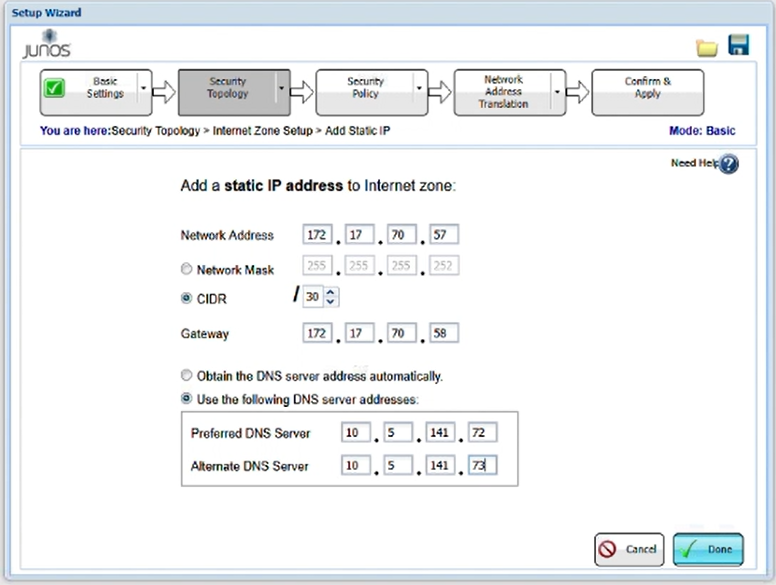 Setup Wizard
JUNOS
Basic Settings
Security Topology
Security Policy
Network Address Translation
Confirm & Apply
You are here:Security Topology > Internet Zone Setup > Add Static IP
Mode: Basic
Need Help
Add a static IP address to Internet zone:
Network Address 172 . 17 . 70 . 57
Network Mask 255 . 255 . 255 . 252
CIDR / 30
Gateway 172 . 17 . 70 . 58
Obtain the DNS server address automatically.
Use the following DNS server addresses:
Preferred DNS Server 10 . 5 . 141 . 72
Alternate DNS Server 10 . 5 . 141 . 73
Cancel
Done